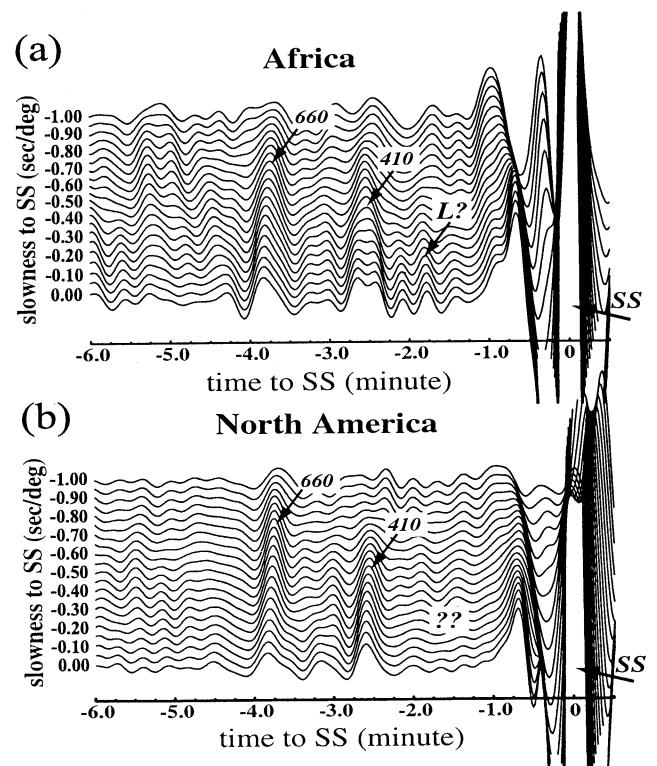 (a)
Africa
slowness to SS (sec/deg)
-1.00
-0.90
-0.80
-0.70
-0.60
-0.50
-0.40
-0.30
-0.20
-0.10
0.00
660
410
L?
SS
-6.0 -5.0 -4.0 -3.0 -2.0 -1.0 0
time to SS (minute)
(b)
North America
slowness to SS (sec/deg)
-1.00
-0.90
-0.80
-0.70
-0.60
-0.50
-0.40
-0.30
-0.20
-0.10
0.00
660
410
??
SS
-6.0 -5.0 -4.0 -3.0 -2.0 -1.0 0
time to SS (minute)